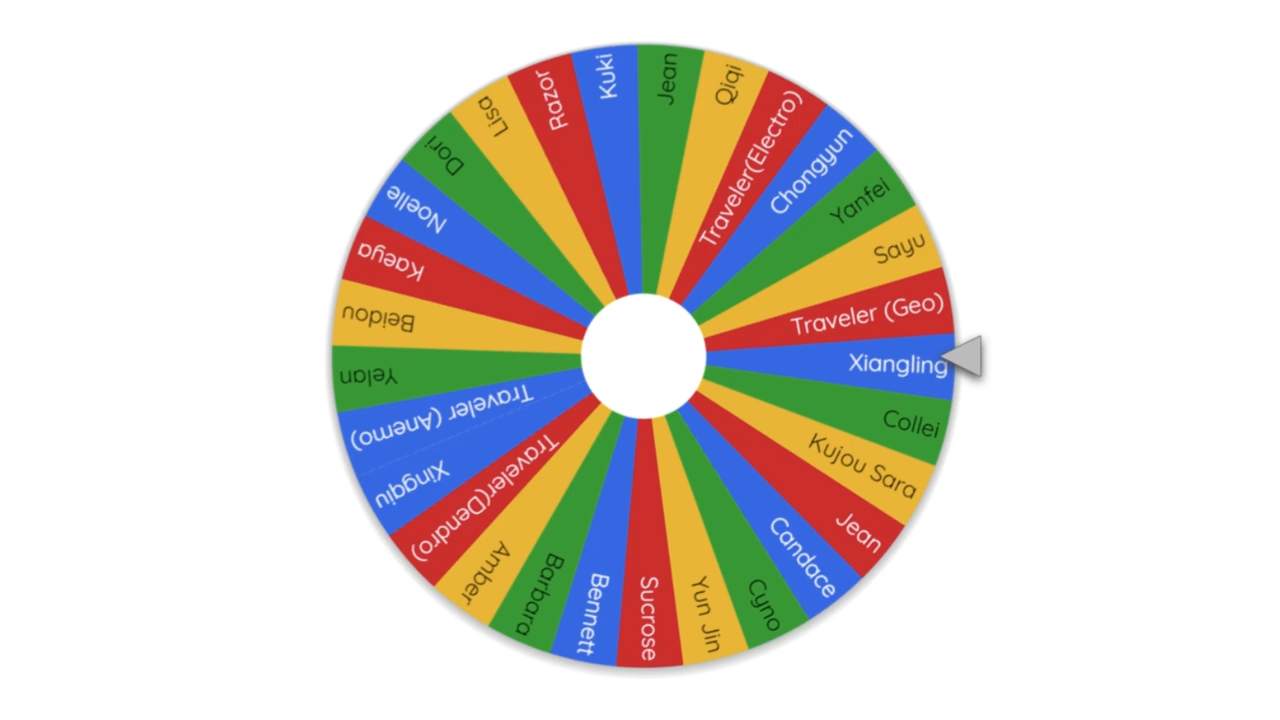 Jean
Qiqi
Traveler(Electro)
Chongyun
Yanfei
Sayu
Traveler (Geo)
Xiangling
Collei
Kujou Sara
Jean
Candace
Cyno
Yun Jin
Sucrose
Bennett
Barbara
Amber
Traveler(Dendro)
Xingqiu
Traveler (Anemo)
Yelan
Beidou
Kaeya
Noelle
Dori
Lisa
Razor
Kuki